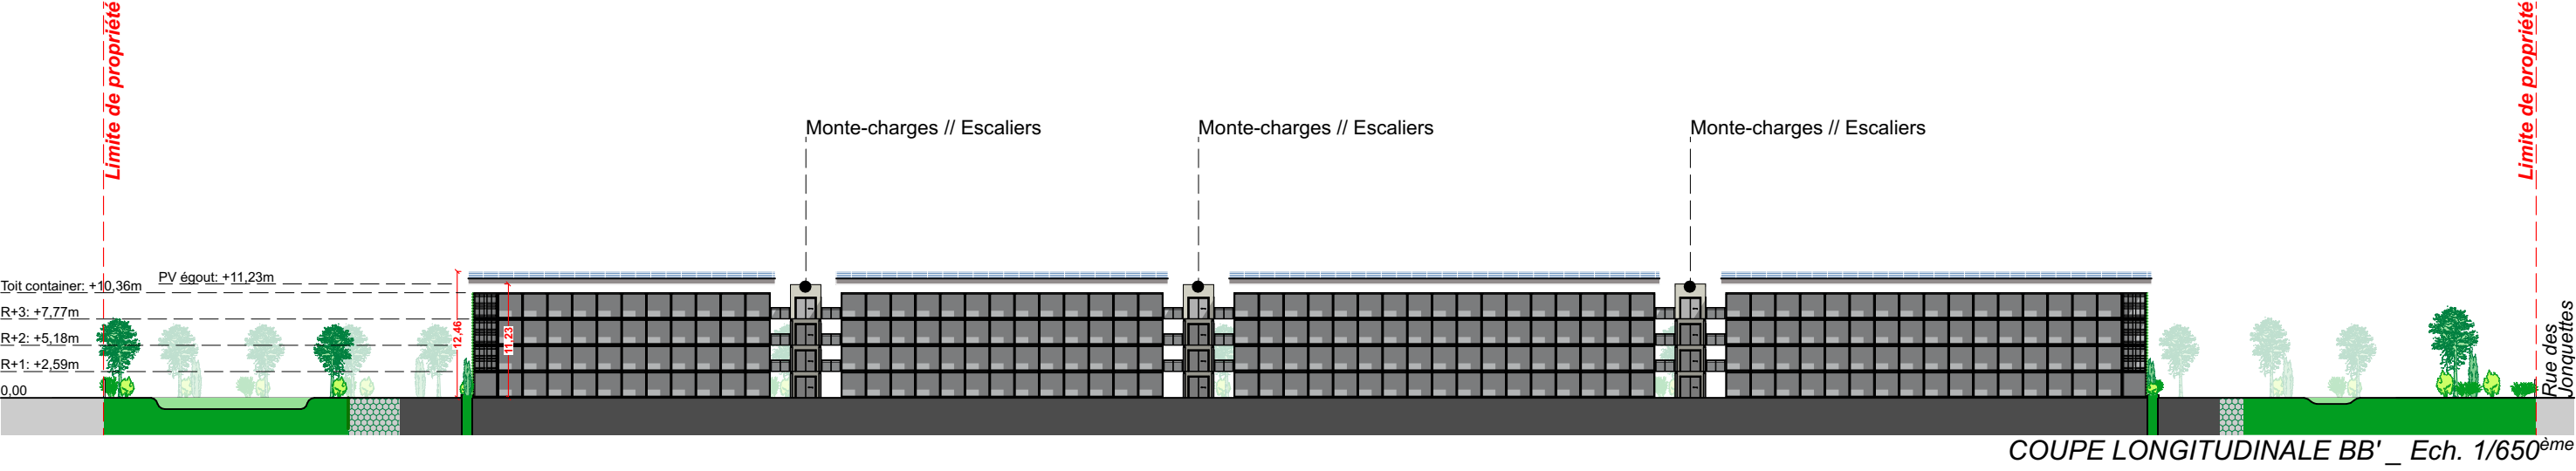 Limite de propriété
Limite de propriété
Monte-charges // Escaliers
Monte-charges // Escaliers
Monte-charges // Escaliers
PV égout: +11,23m
Toit container: +10,36m
R+3: +7,77m
R+2: +5,18m
R+1: +2,59m
0,00
12,46
11,23
Rue des
Jonquettes
COUPE LONGITUDINALE BB' _ Ech. 1/650ème